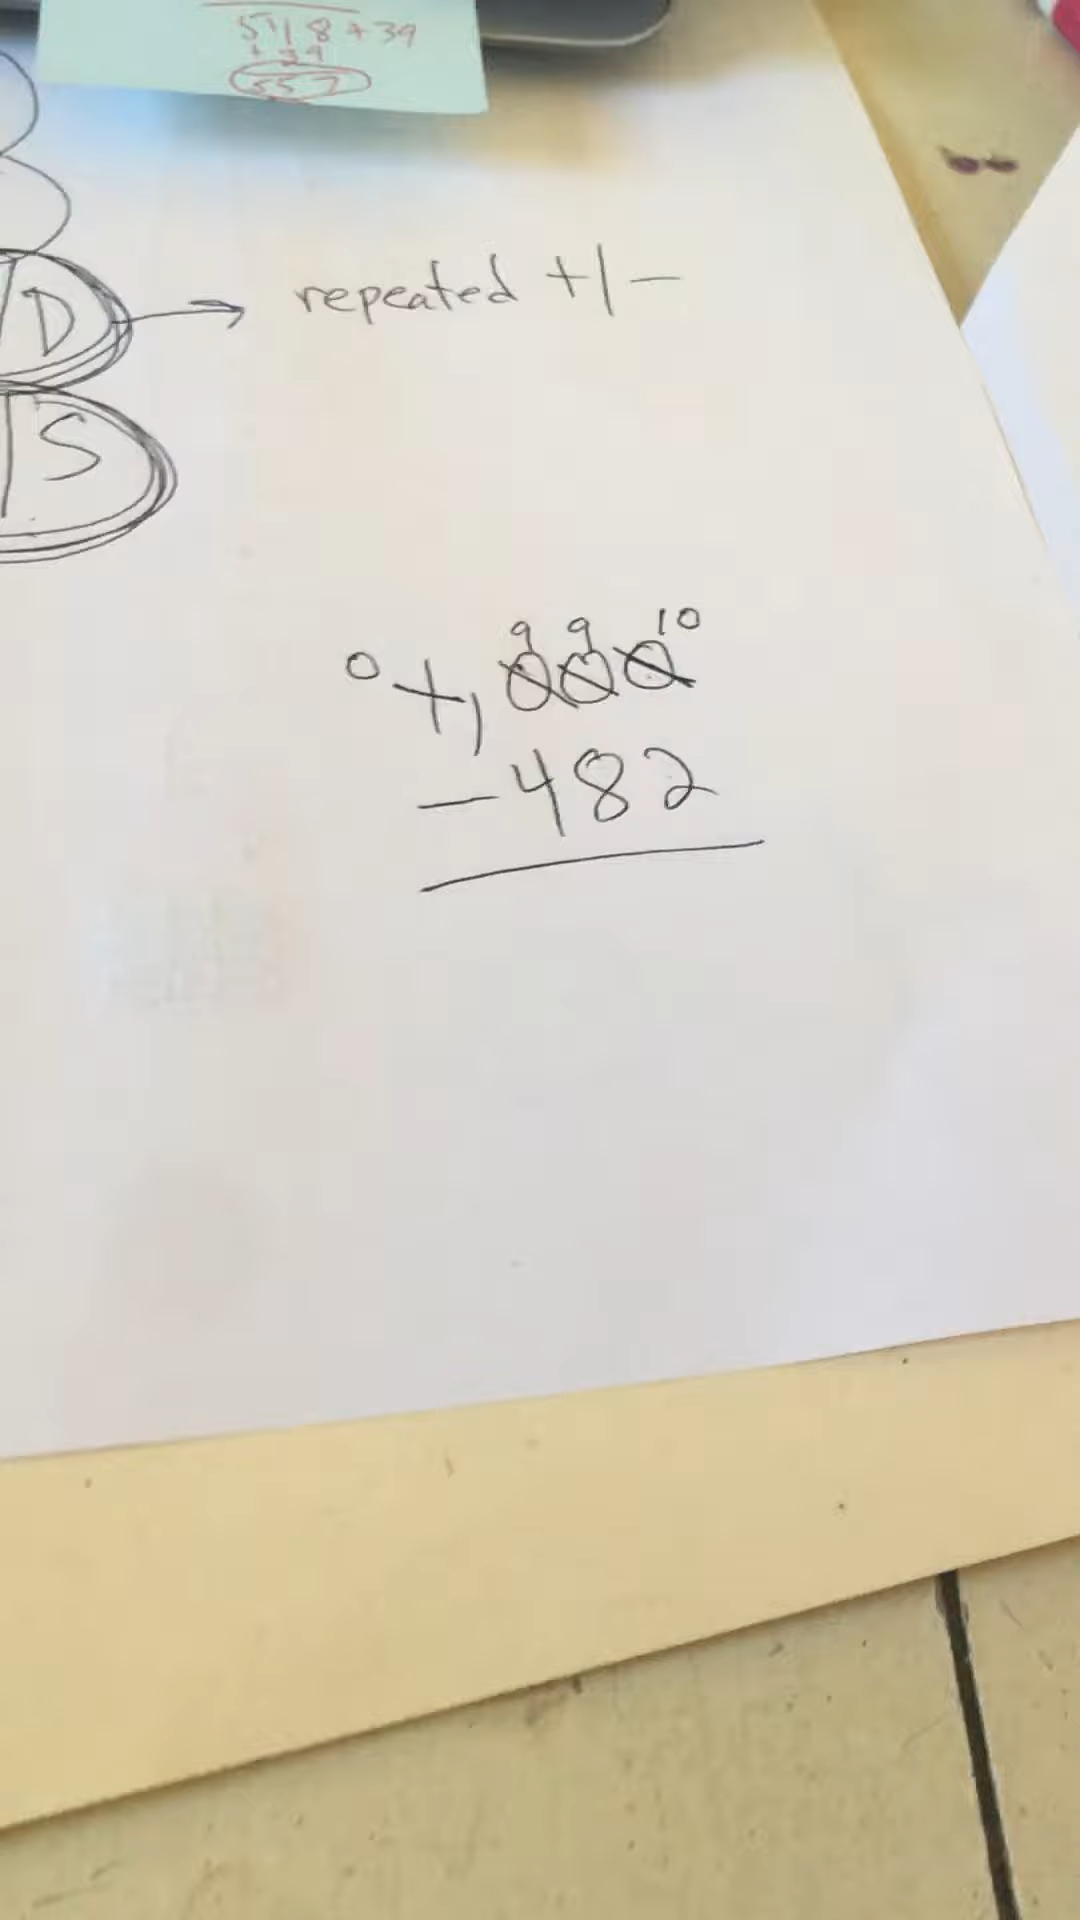 518 + 39
+ 39
557
D → repeated +/-
S
0 9 9 10
1,000
- 482